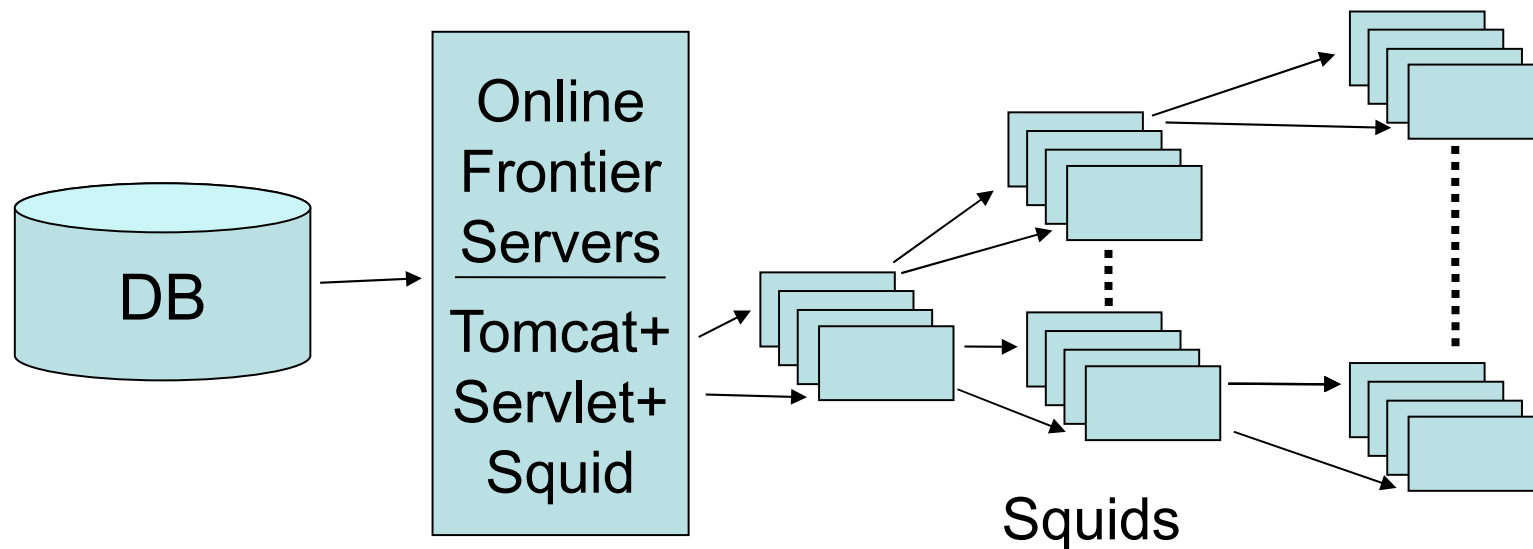 DB
Online
Frontier
Servers
Tomcat+
Servlet+
Squid
Squids